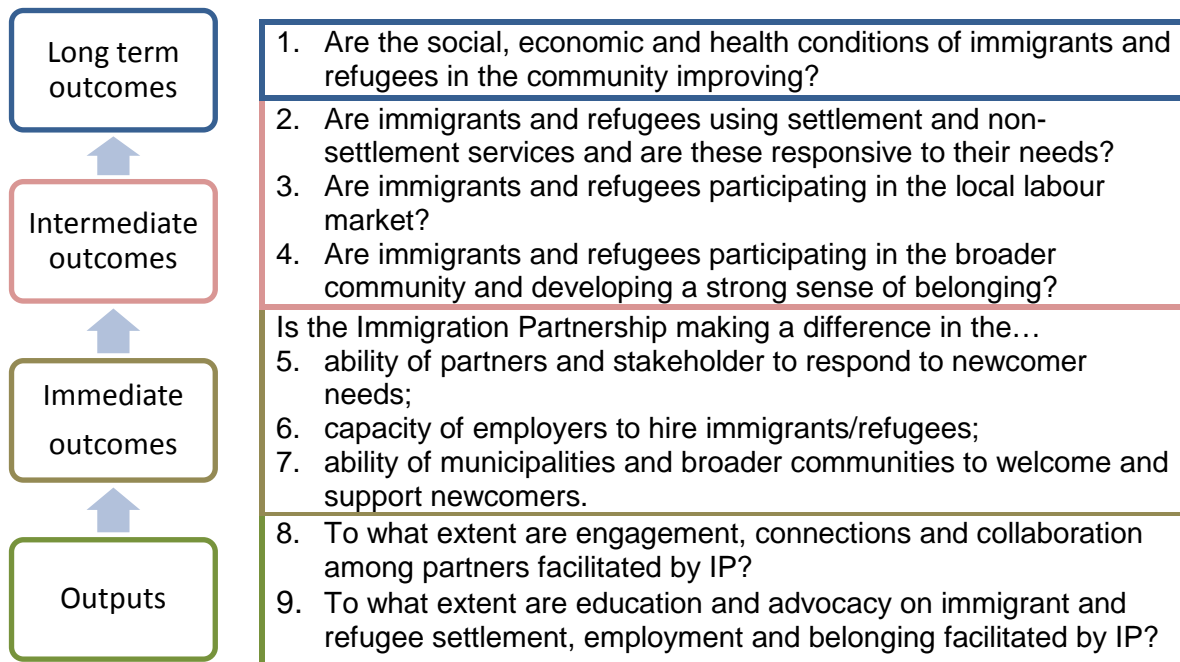 Long term
outcomes
1. Are the social, economic and health conditions of immigrants and
refugees in the community improving?
Intermediate
outcomes
2. Are immigrants and refugees using settlement and non-
settlement services and are these responsive to their needs?
3. Are immigrants and refugees participating in the local labour
market?
4. Are immigrants and refugees participating in the broader
community and developing a strong sense of belonging?
Immediate
outcomes
Is the Immigration Partnership making a difference in the…
5. ability of partners and stakeholder to respond to newcomer
needs;
6. capacity of employers to hire immigrants/refugees;
7. ability of municipalities and broader communities to welcome and
support newcomers.
Outputs
8. To what extent are engagement, connections and collaboration
among partners facilitated by IP?
9. To what extent are education and advocacy on immigrant and
refugee settlement, employment and belonging facilitated by IP?